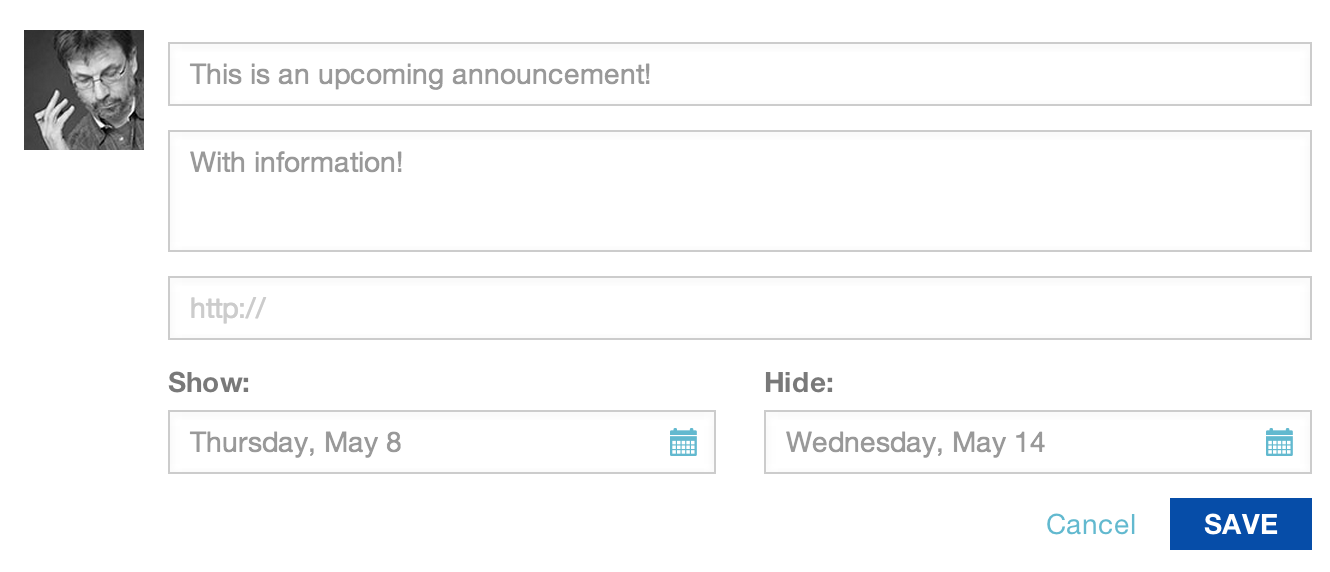 This is an upcoming announcement!
With information!
http://
Show: Hide:
Thursday, May 8 Wednesday, May 14
Cancel SAVE